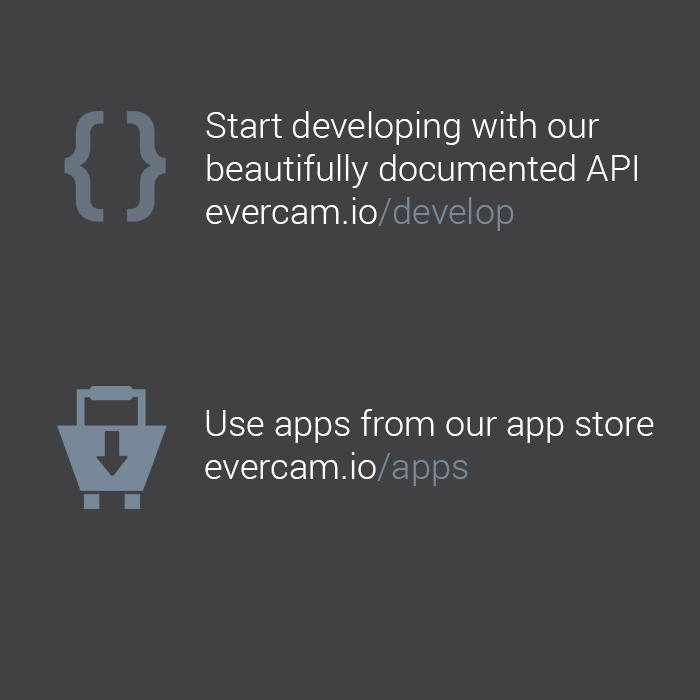 Start developing with our
beautifully documented API
evercam.io/develop
Use apps from our app store
evercam.io/apps